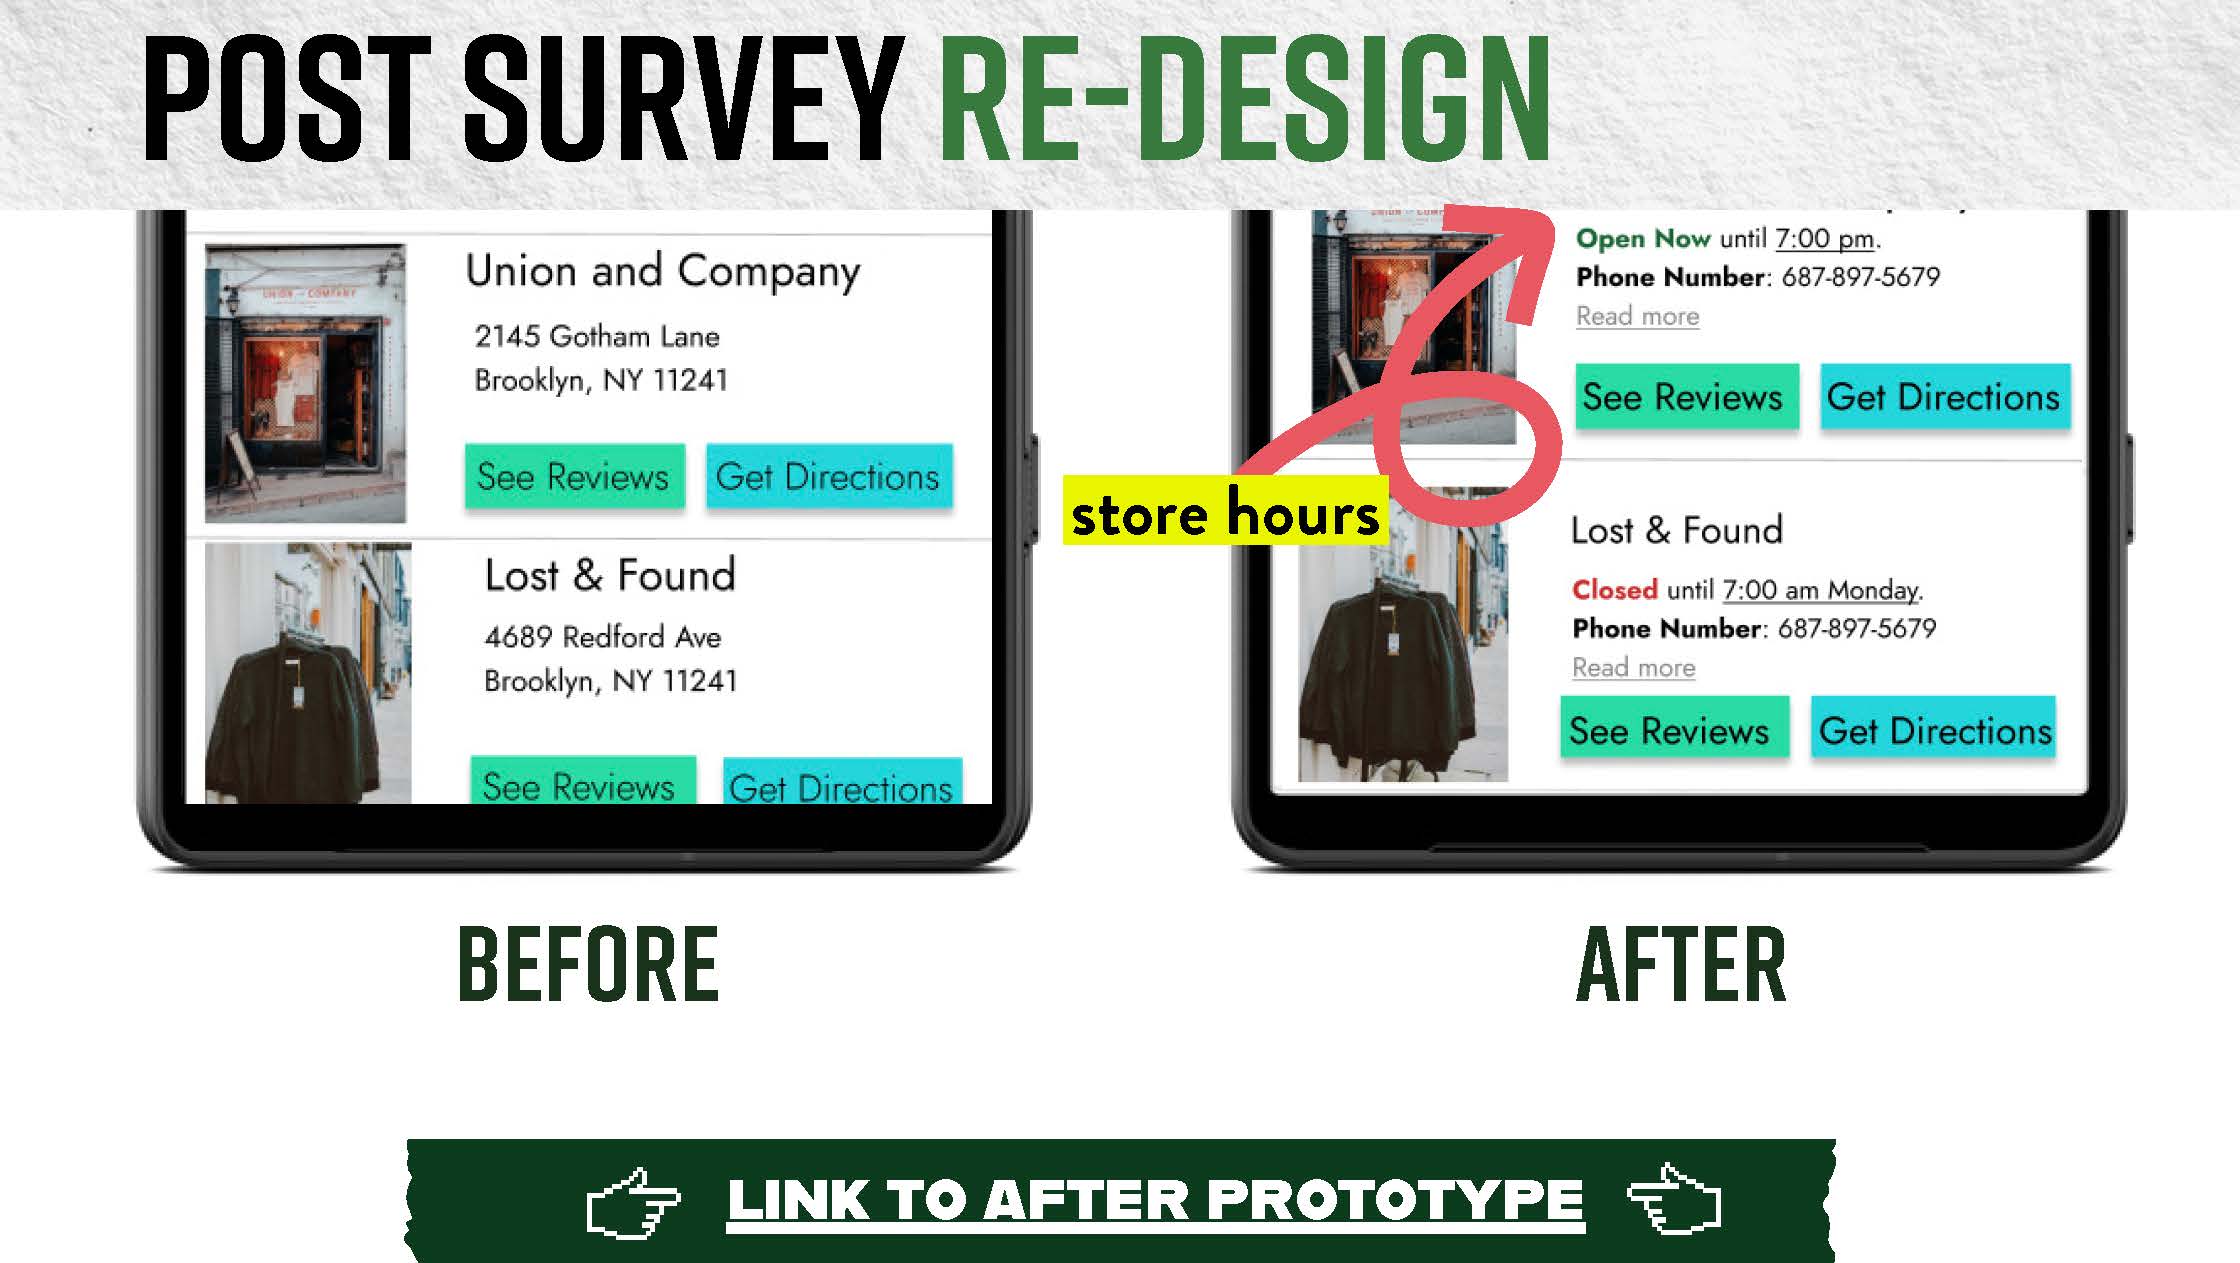 POST SURVEY RE-DESIGN
UNION COMPANY
Union and Company
2145 Gotham Lane
Brooklyn, NY 11241
See Reviews
Get Directions
Lost & Found
4689 Redford Ave
Brooklyn, NY 11241
See Reviews
Get Directions
BEFORE
store hours
Open Now until 7:00 pm.
Phone Number: 687-897-5679
Read more
See Reviews
Get Directions
Lost & Found
Closed until 7:00 am Monday.
Phone Number: 687-897-5679
Read more
See Reviews
Get Directions
AFTER
LINK TO AFTER PROTOTYPE